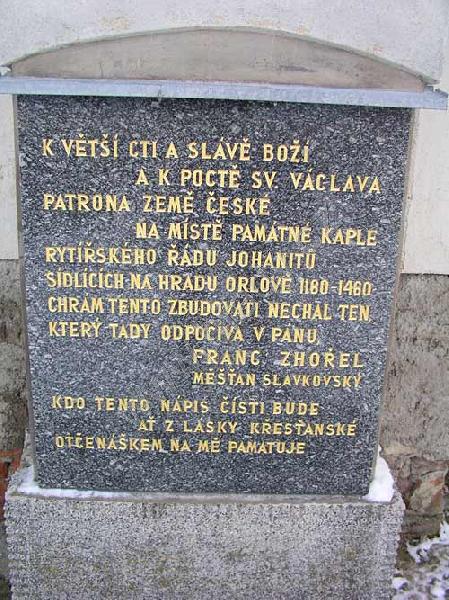 K VĚTŠÍ CTI A SLÁVĚ BOŽÍ
A K POCTĚ SV. VÁCLAVA
PATRONA ZEMĚ ČESKÉ
NA MÍSTĚ PAMÁTNÉ KAPLE
RYTÍŘSKÉHO ŘÁDU JOHANITŮ
SÍDLÍCÍCH NA HRADU ORLOVĚ 1180-1460
CHRÁM TENTO ZBUDOVATI NECHAL TEN
KTERÝ TADY ODPOČÍVÁ V PÁNU
FRANC. ZHOŘEL
MĚŠŤAN SLAVKOVSKÝ
KDO TENTO NÁPIS ČÍSTI BUDE
AŤ Z LÁSKY KŘESŤANSKÉ
OTČENÁŠKEM NA MĚ PAMATUJE